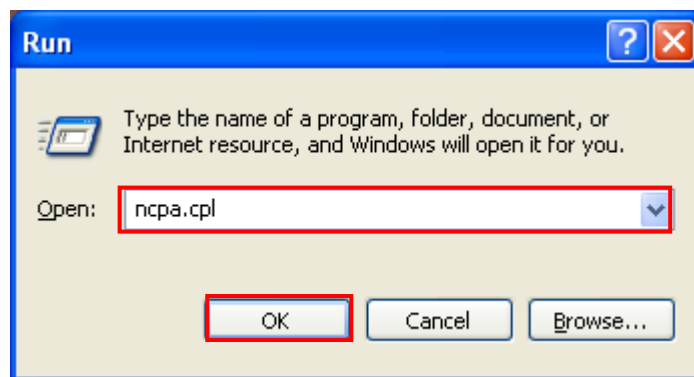 Run
Type the name of a program, folder, document, or
Internet resource, and Windows will open it for you.
Open: ncpa.cpl
OK Cancel Browse...